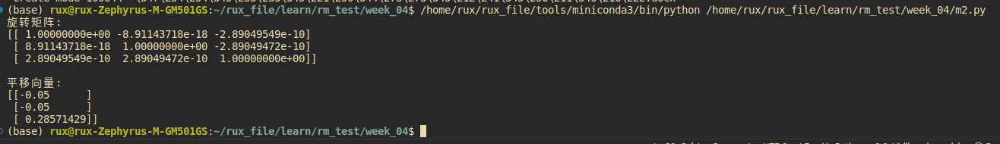 (base) rux@rux-Zephyrus-M-GM501GS:~/rux_file/learn/rm_test/week_04$ /home/rux/rux_file/tools/miniconda3/bin/python /home/rux/rux_file/learn/rm_test/week_04/m2.py
旋转矩阵:
[[ 1.00000000e+00 -8.91143718e-18 -2.89049549e-10]
 [ 8.91143718e-18  1.00000000e+00 -2.89049472e-10]
 [ 2.89049549e-10  2.89049472e-10  1.00000000e+00]]
平移向量:
[[-0.05      ]
 [-0.05      ]
 [ 0.28571429]]
(base) rux@rux-Zephyrus-M-GM501GS:~/rux_file/learn/rm_test/week_04$